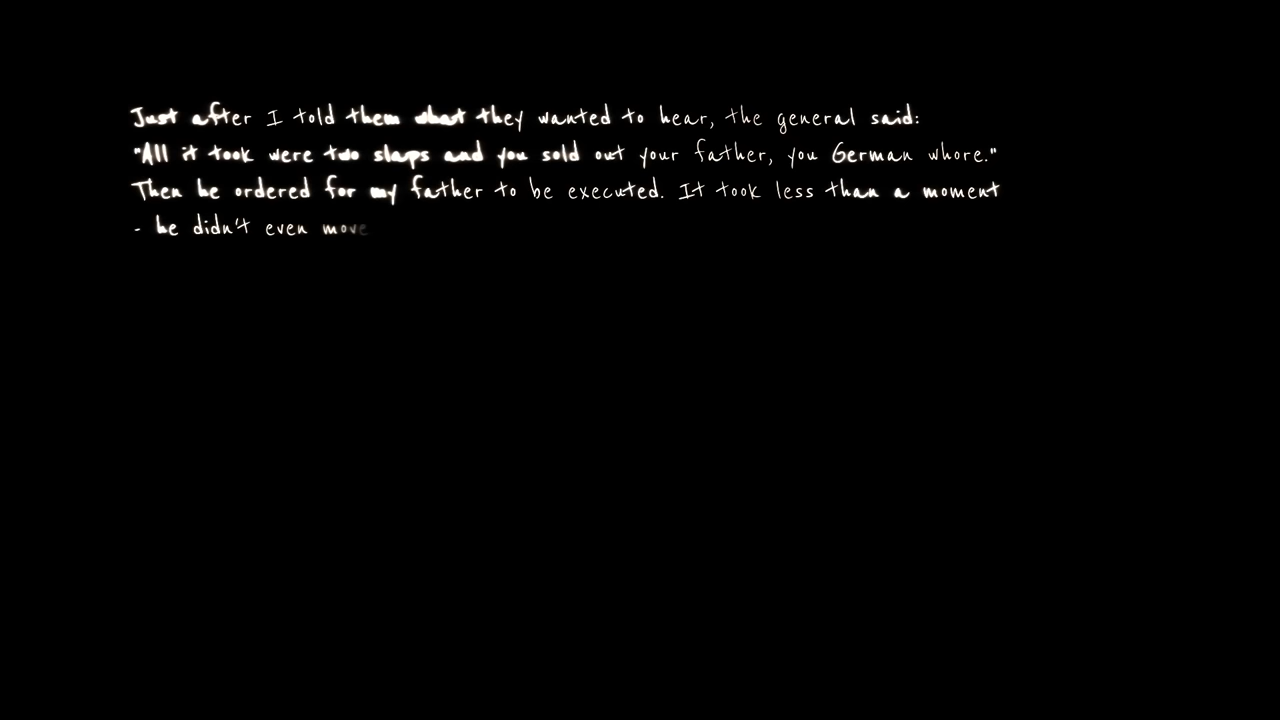 Just after I told them what they wanted to hear, the general said:
"All it took were two slaps and you sold out your father, you German whore."
Then he ordered for my father to be executed. It took less than a moment
- he didn't even move